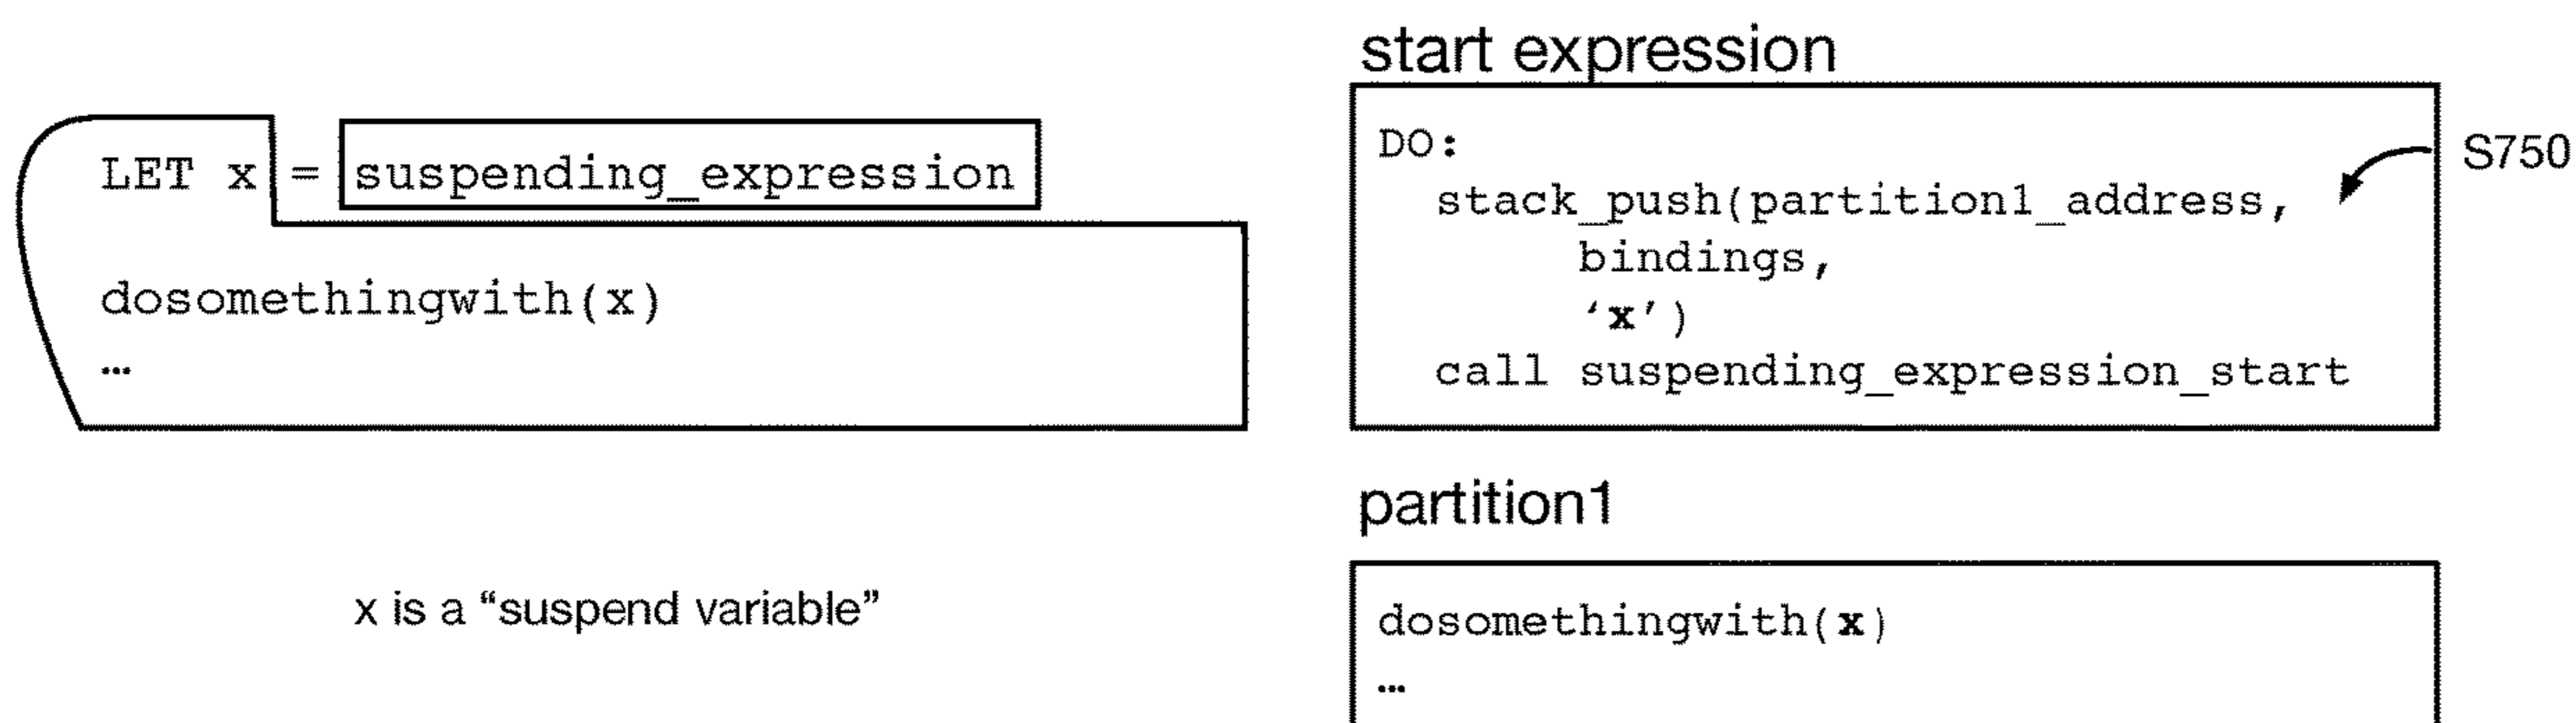 LET x = suspending_expression
dosomethingwith(x)
…
x is a “suspend variable”
start expression
DO:
stack_push(partition1_address,
bindings,
‘x’)
call suspending_expression_start
S750
partition1
dosomethingwith(x)
…